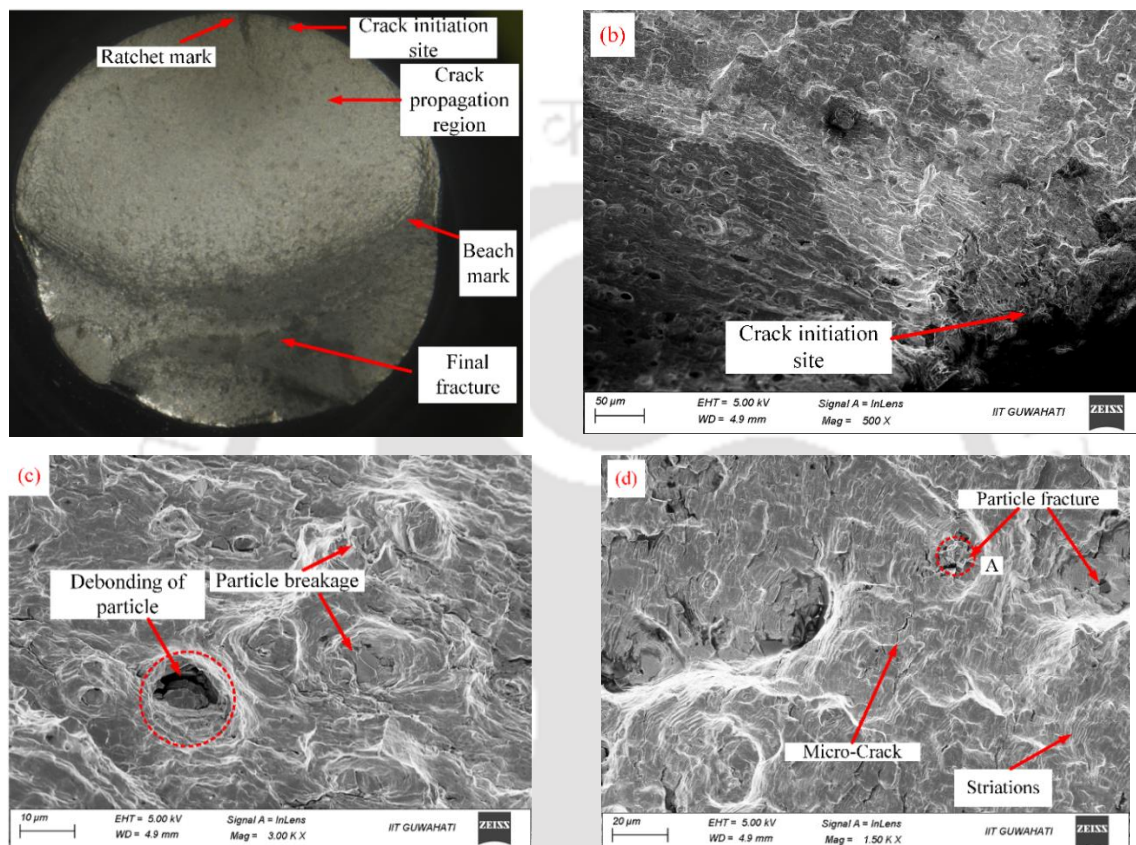 Ratchet mark
Crack initiation
site
Crack
propagation
region
Beach
mark
Final
fracture
(b)
Crack initiation
site
50 µm
EHT = 5.00 kV
WD = 4.9 mm
Signal A = InLens
Mag = 500 X
IIT GUWAHATI
ZEISS
(c)
Debonding of
particle
Particle breakage
10 µm
EHT = 5.00 kV
WD = 4.9 mm
Signal A = InLens
Mag = 3.00 K X
IIT GUWAHATI
ZEISS
(d)
Particle fracture
A
Micro-Crack
Striations
20 µm
EHT = 5.00 kV
WD = 4.9 mm
Signal A = InLens
Mag = 1.50 K X
IIT GUWAHATI
ZEISS